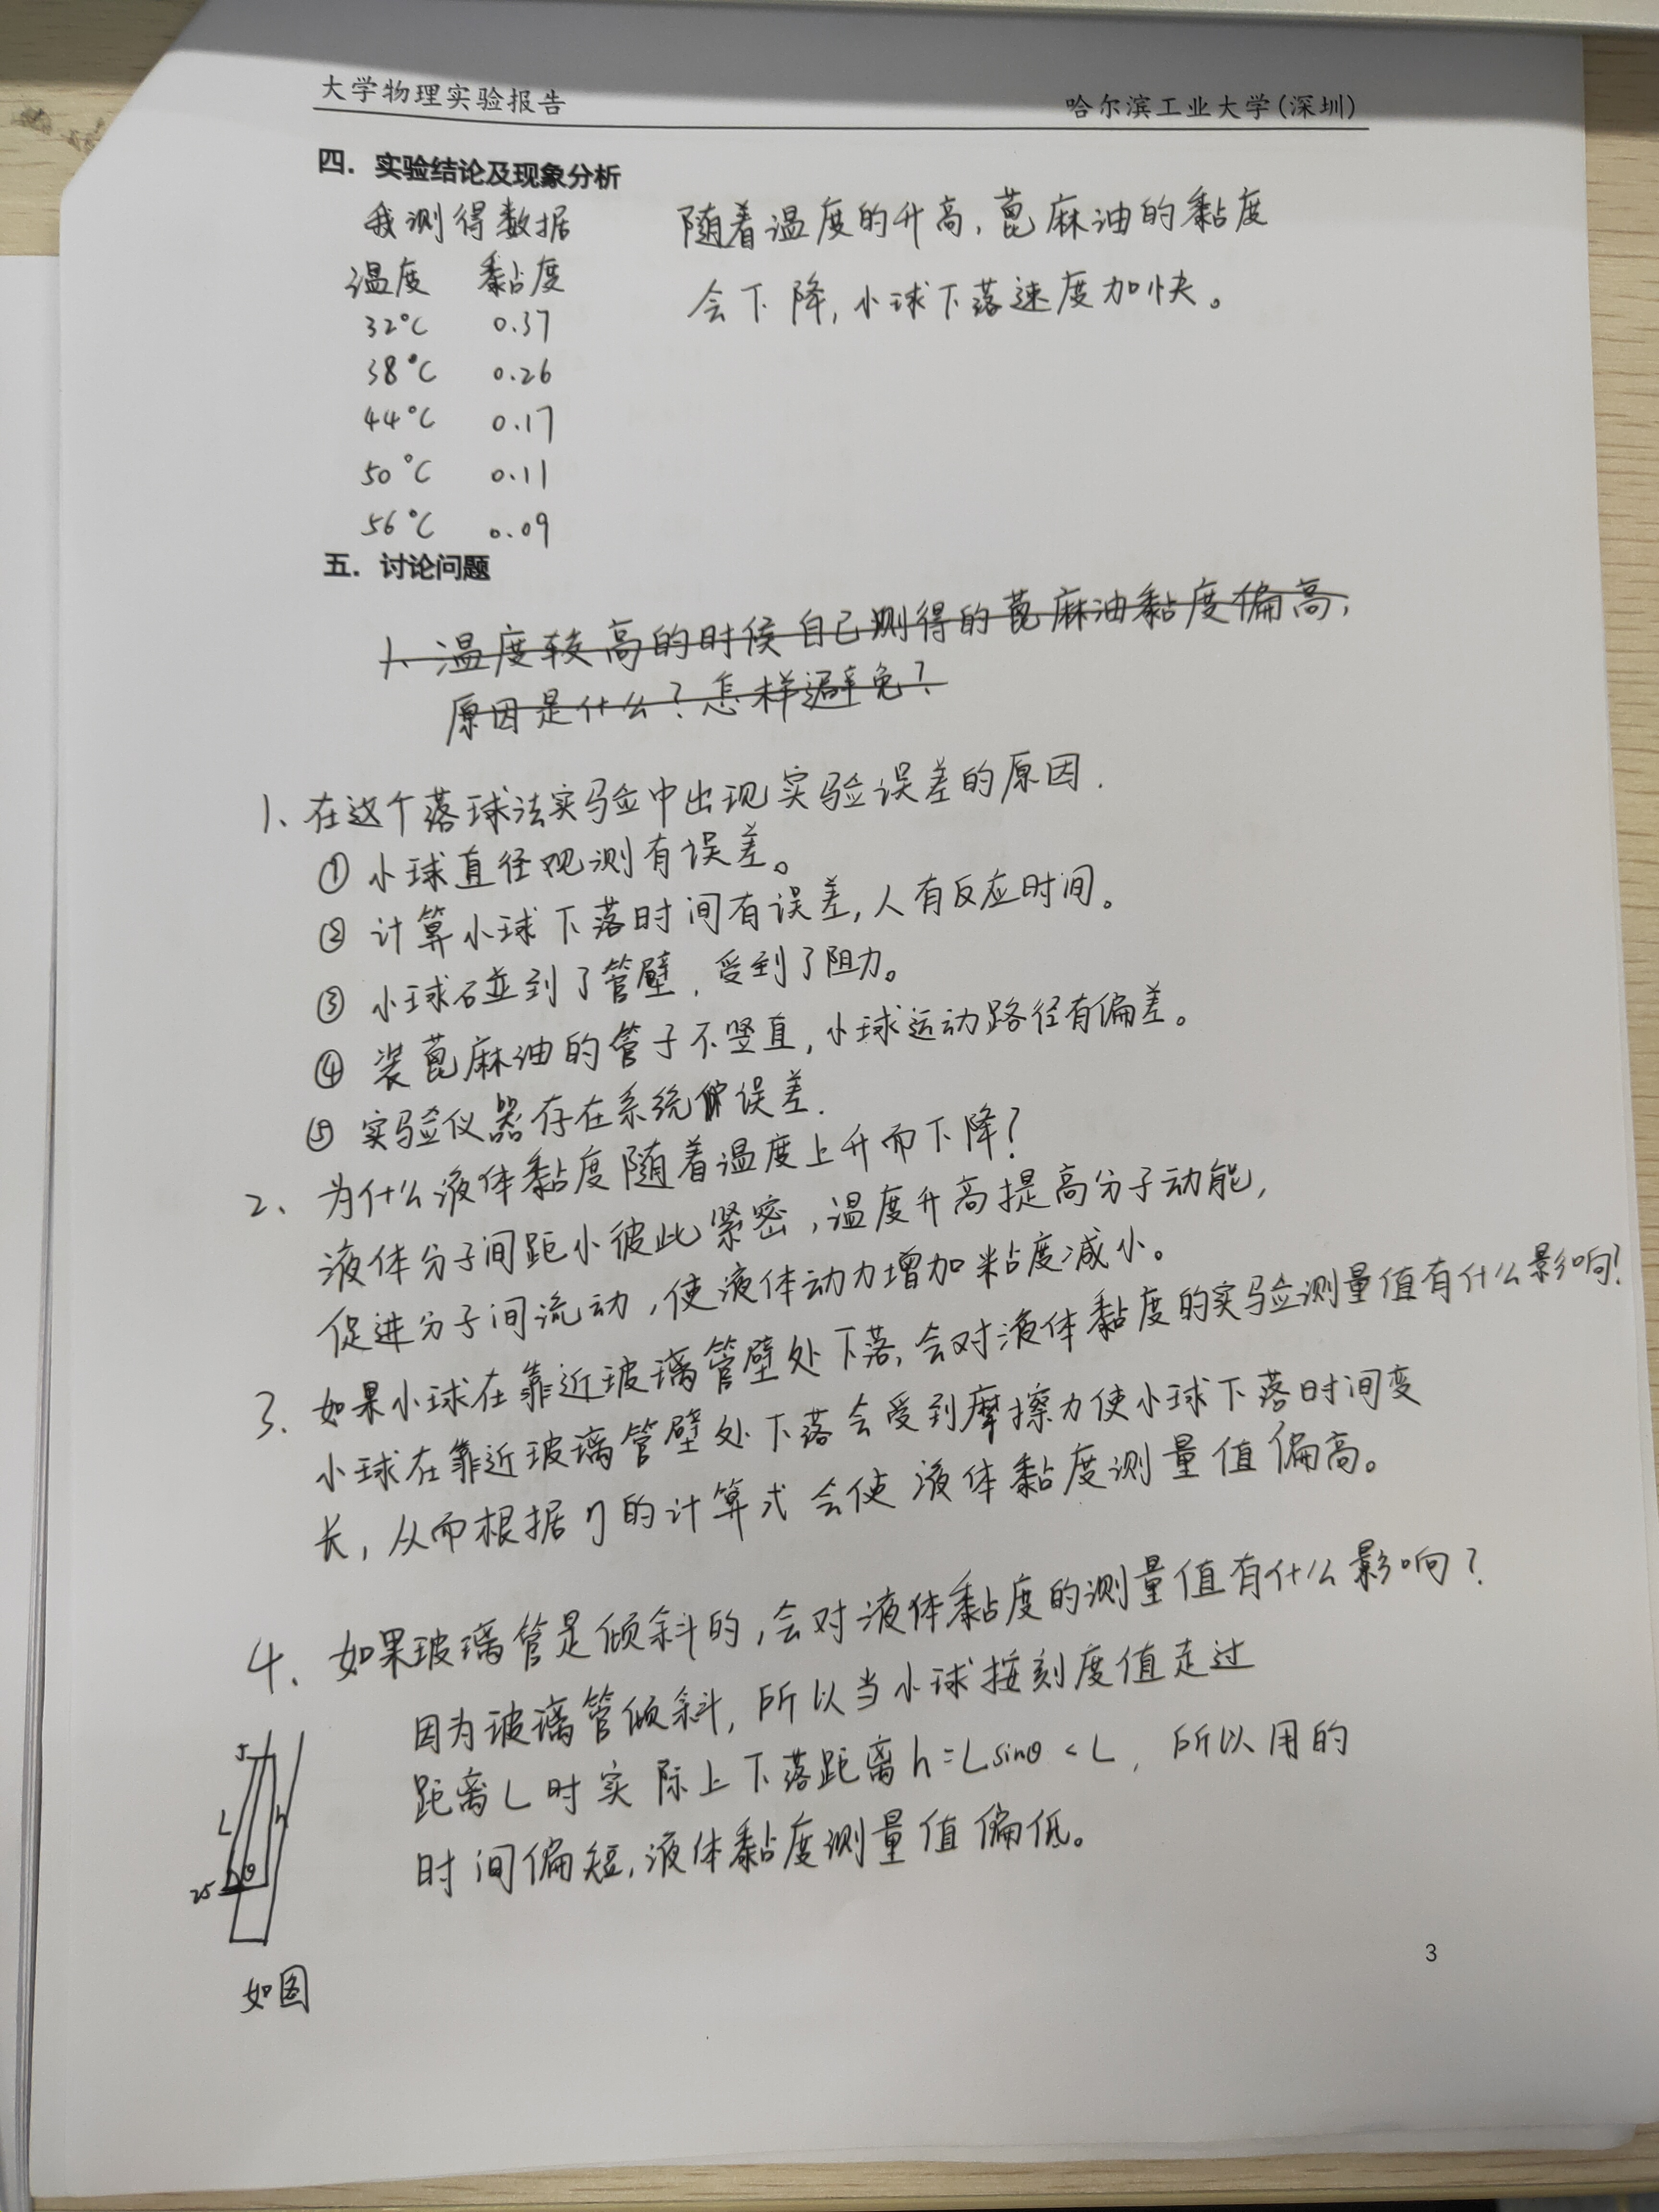 大学物理实验报告
哈尔滨工业大学(深圳)
四. 实验结论及现象分析
我测得数据
温度 黏度
32℃ 0.37
38℃ 0.26
44℃ 0.17
50℃ 0.11
56℃ 0.09
随着温度的升高,蓖麻油的黏度
会下降,小球下落速度加快。
五. 讨论问题
1、温度较高的时候自己测得的蓖麻油黏度偏高,
原因是什么?怎样避免?
1、在这个落球法实验中出现实验误差的原因.
① 小球直径观测有误差。
② 计算小球下落时间有误差,人有反应时间。
③ 小球碰到了管壁,受到了阻力。
④ 装蓖麻油的管子不竖直,小球运动路径有偏差。
⑤ 实验仪器存在系统误差.
2、为什么液体黏度随着温度上升而下降?
液体分子间距小彼此紧密,温度升高提高分子动能,
促进分子间流动,使液体动力增加粘度减小。
3、如果小球在靠近玻璃管壁处下落,会对液体黏度的实验测量值有什么影响?
小球在靠近玻璃管壁处下落会受到摩擦力使小球下落时间变
长,从而根据η的计算式会使液体黏度测量值偏高。
4、如果玻璃管是倾斜的,会对液体黏度的测量值有什么影响?
因为玻璃管倾斜,所以当小球按刻度值走过
距离L时实际上下落距离h=Lsinθ<L,所以用的
时间偏短,液体黏度测量值偏低。
5
L
h
θ
25
如图
3